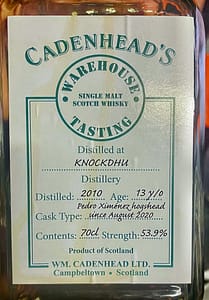 CADENHEAD'S
WAREHOUSE
SINGLE MALT
SCOTCH WHISKY
TASTING
Distilled at
KNOCKDHU
Distillery
Distilled: 2010 Age: 13 y/o
Pedro Ximénez hogshead
Cask Type: since August 2020
Contents: 70cl Strength: 53.9%
Product of Scotland
WM. CADENHEAD LTD.
Campbeltown • Scotland